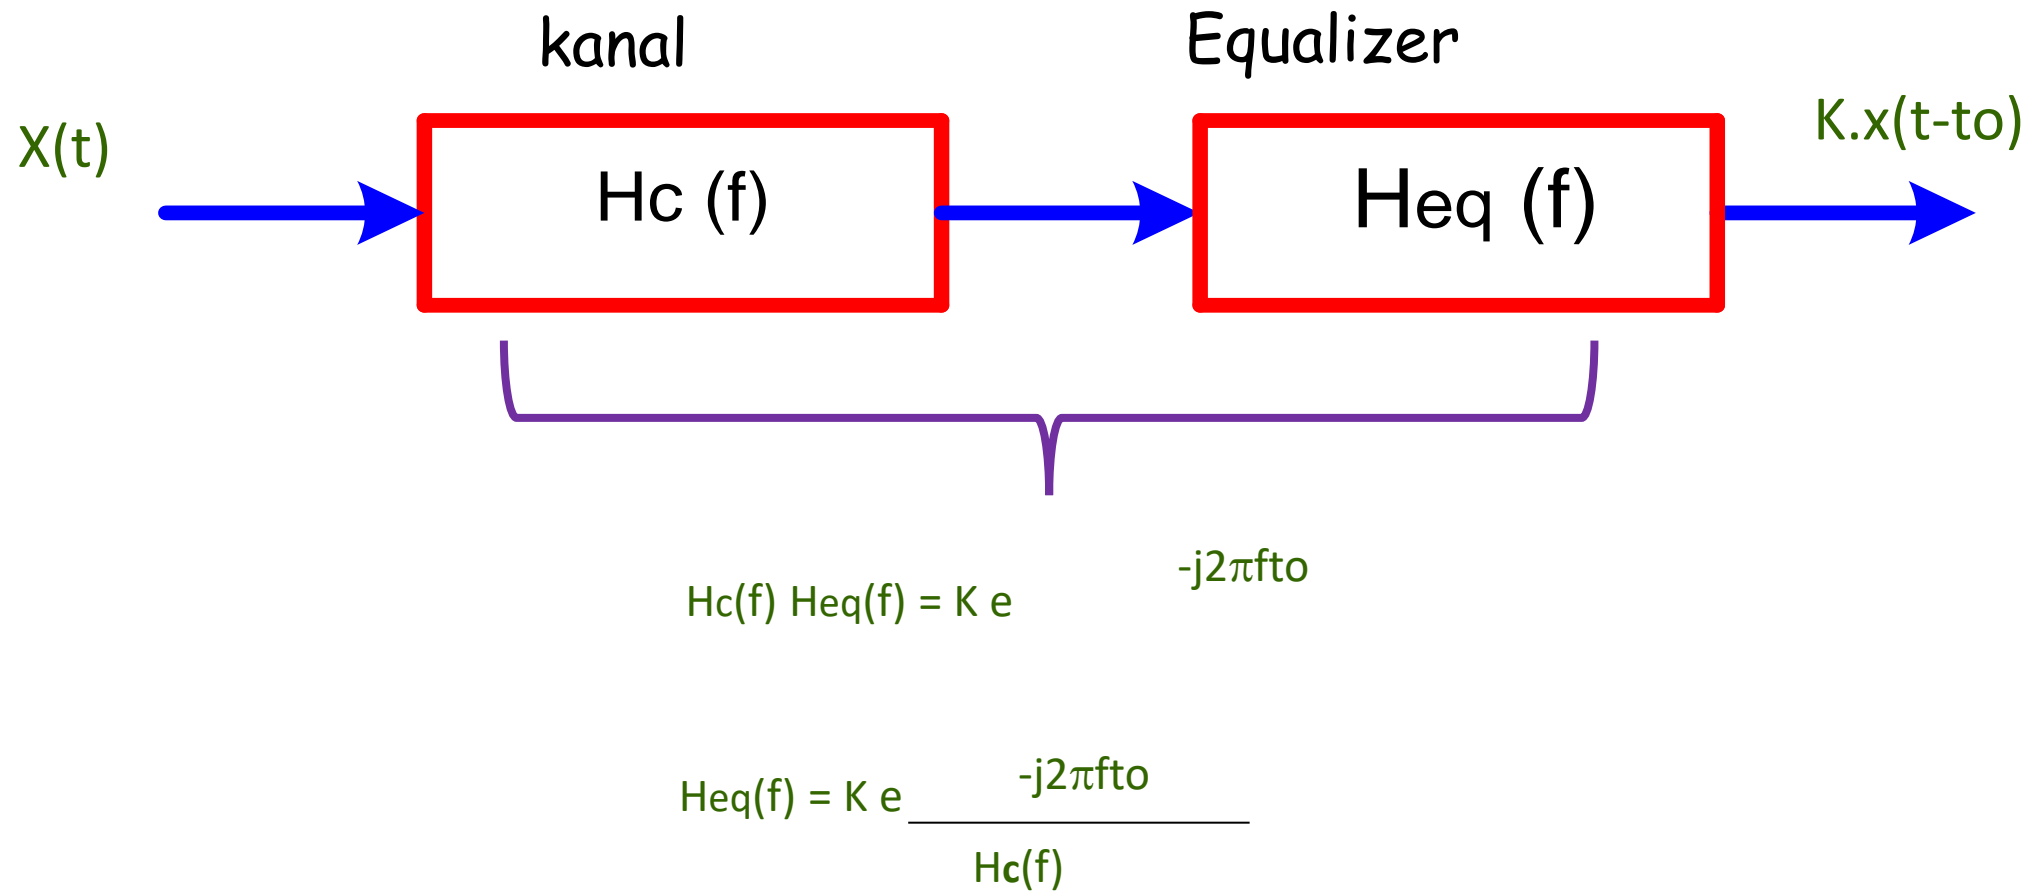 kanal
Equalizer
X(t)
K.x(t-to)
Hc (f)
Heq (f)
-j2πfto
Hc(f) Heq(f) = K e
-j2πfto
Heq(f) = K e
Hc(f)